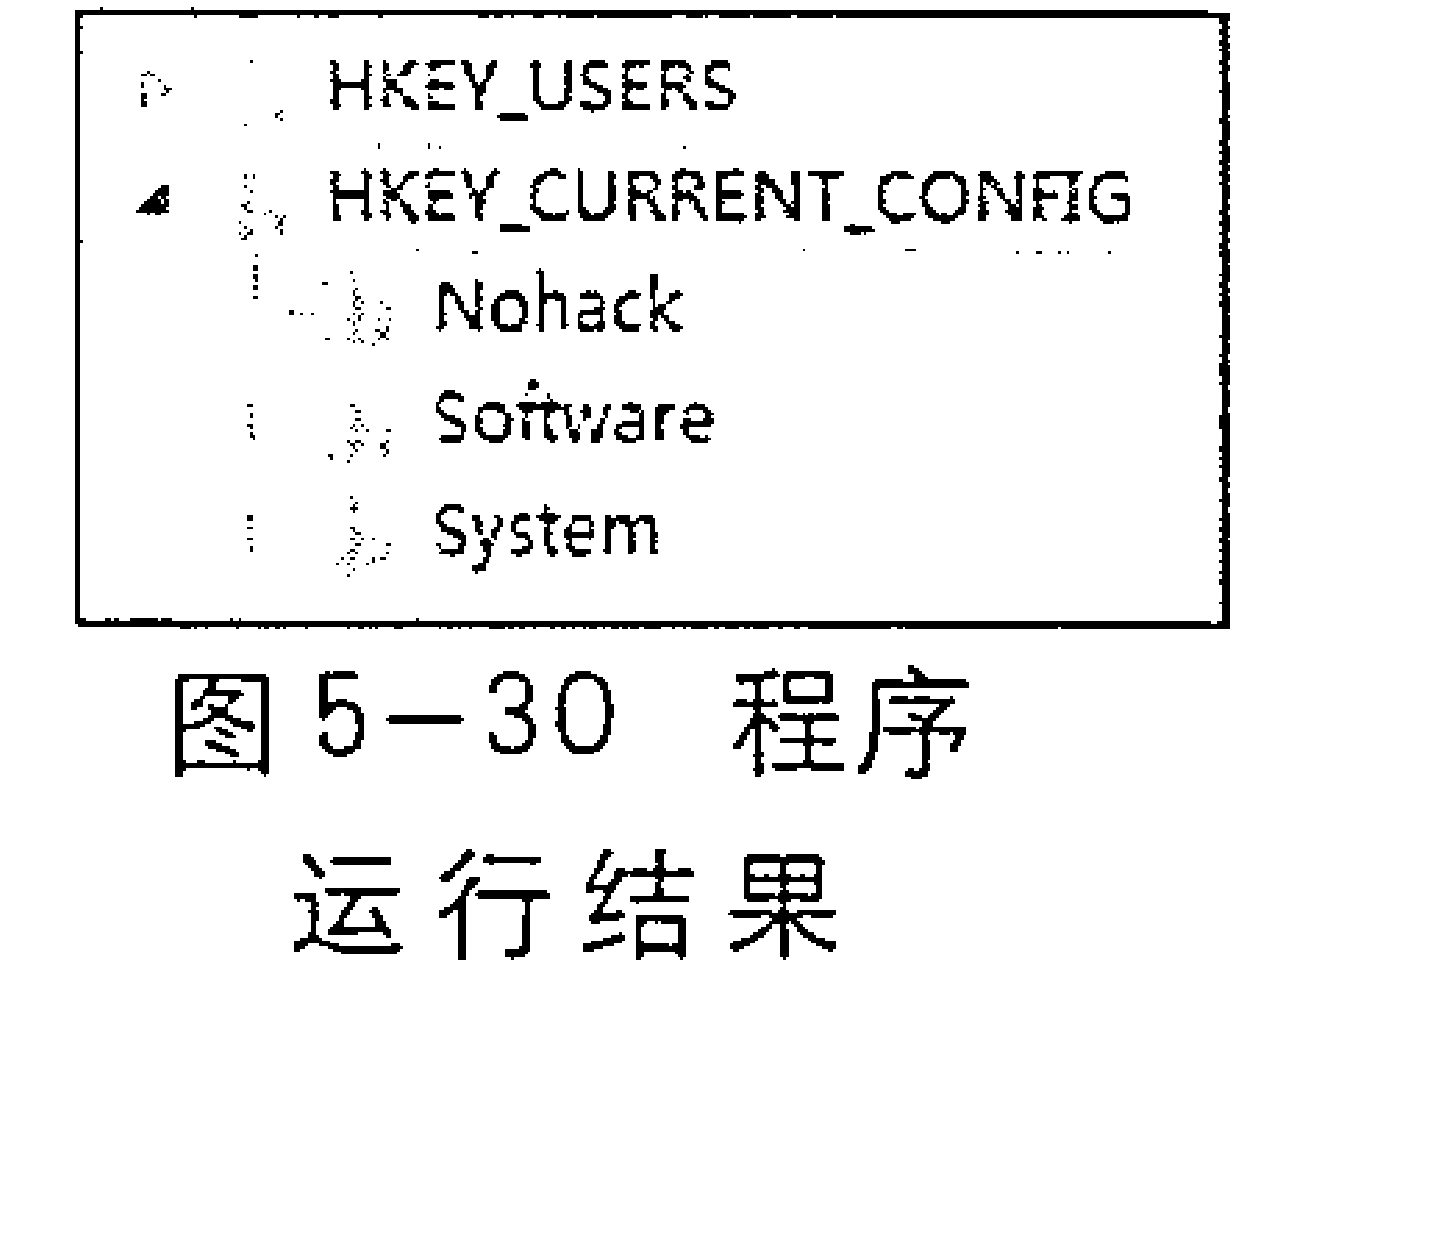 HKEY_USERS
HKEY_CURRENT_CONFIG
Nohack
Software
System
图5-30 程序
运行结果